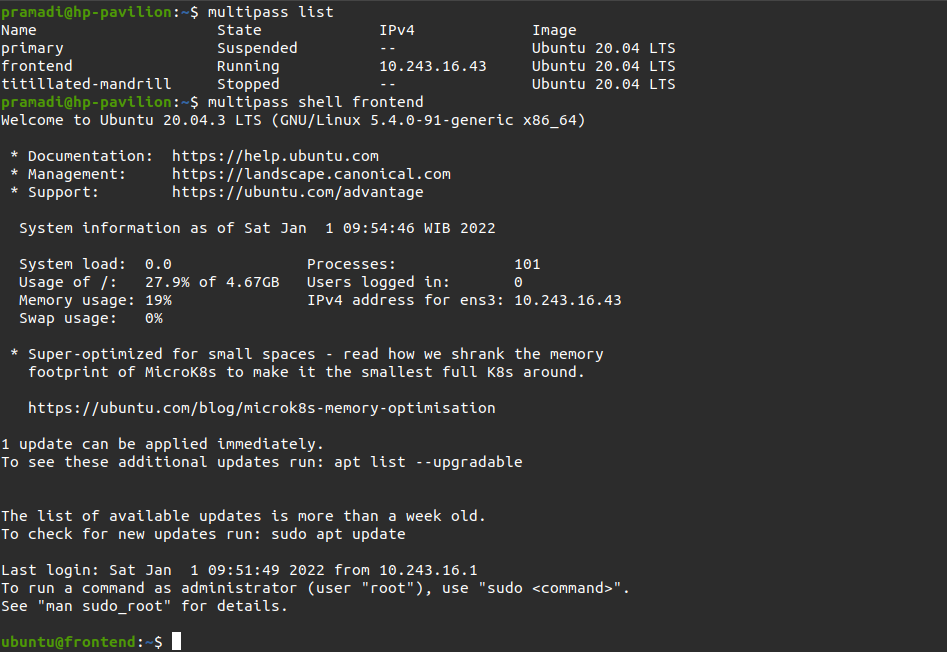 pramadi@hp-pavilion:~$ multipass list
Name                    State             IPv4             Image
primary                 Suspended         --               Ubuntu 20.04 LTS
frontend                Running           10.243.16.43     Ubuntu 20.04 LTS
titillated-mandrill     Stopped           --               Ubuntu 20.04 LTS
pramadi@hp-pavilion:~$ multipass shell frontend
Welcome to Ubuntu 20.04.3 LTS (GNU/Linux 5.4.0-91-generic x86_64)

 * Documentation:  https://help.ubuntu.com
 * Management:     https://landscape.canonical.com
 * Support:        https://ubuntu.com/advantage

  System information as of Sat Jan  1 09:54:46 WIB 2022

  System load:  0.0               Processes:             101
  Usage of /:   27.9% of 4.67GB   Users logged in:       0
  Memory usage: 19%               IPv4 address for ens3: 10.243.16.43
  Swap usage:   0%

 * Super-optimized for small spaces - read how we shrank the memory
   footprint of MicroK8s to make it the smallest full K8s around.

   https://ubuntu.com/blog/microk8s-memory-optimisation

1 update can be applied immediately.
To see these additional updates run: apt list --upgradable


The list of available updates is more than a week old.
To check for new updates run: sudo apt update

Last login: Sat Jan  1 09:51:49 2022 from 10.243.16.1
To run a command as administrator (user "root"), use "sudo <command>".
See "man sudo_root" for details.

ubuntu@frontend:~$